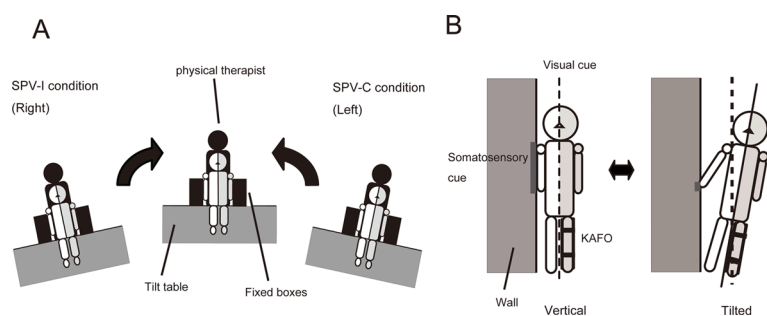 A
SPV-I condition
(Right)
physical therapist
SPV-C condition
(Left)
Tilt table
Fixed boxes
B
Visual cue
Somatosensory
cue
KAFO
Wall
Vertical
Tilted